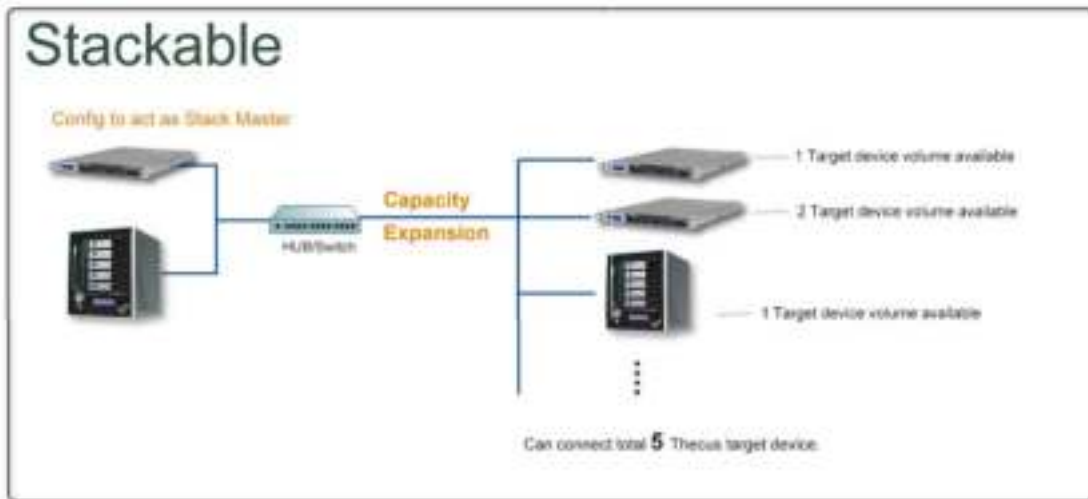 Stackable
Config to act as Stack Master
HUB/Switch
Capacity
Expansion
1 Target device volume available
2 Target device volume available
1 Target device volume available
Can connect total 5 Thecus target device.